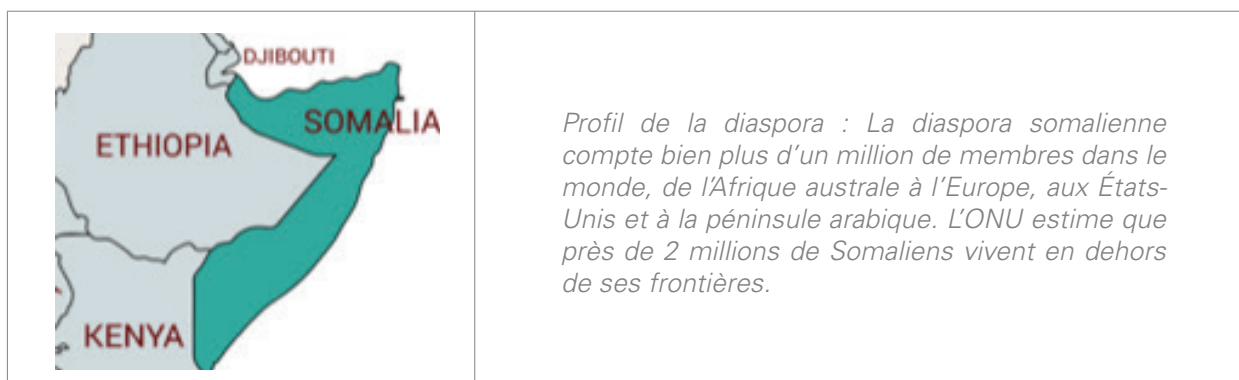 DJIBOUTI
SOMALIA
ETHIOPIA
KENYA
Profil de la diaspora : La diaspora somalienne
compte bien plus d’un million de membres dans le
monde, de l’Afrique australe à l’Europe, aux États-
Unis et à la péninsule arabique. L’ONU estime que
près de 2 millions de Somaliens vivent en dehors
de ses frontières.